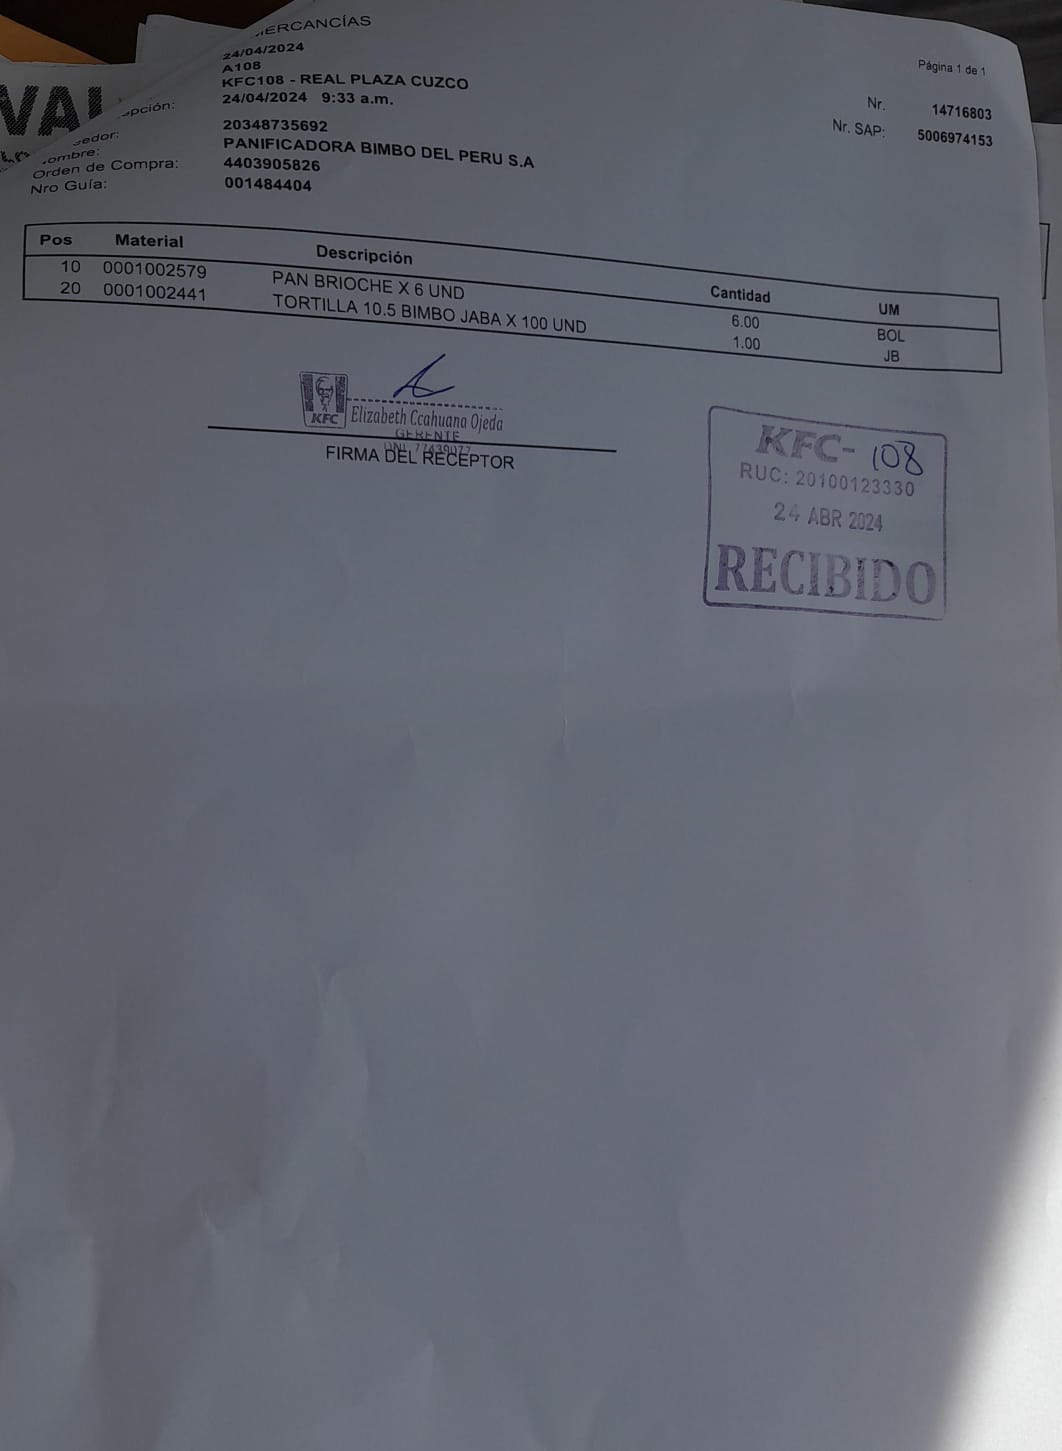 MERCANCÍAS
24/04/2024
A108
KFC108 - REAL PLAZA CUZCO
24/04/2024 9:33 a.m.
Página 1 de 1
Nr. 14716803
Nr. SAP: 5006974153
20348735692
PANIFICADORA BIMBO DEL PERU S.A
Orden de Compra: 4403905826
Nro Guía: 001484404
Pos Material Descripción Cantidad UM
10 0001002579 PAN BRIOCHE X 6 UND 6.00 BOL
20 0001002441 TORTILLA 10.5 BIMBO JABA X 100 UND 1.00 JB
KFC
Elizabeth Ccahuana Ojeda
GERENTE
DNI 77439077
FIRMA DEL RECEPTOR
KFC- 108
RUC: 20100123330
24 ABR 2024
RECIBIDO